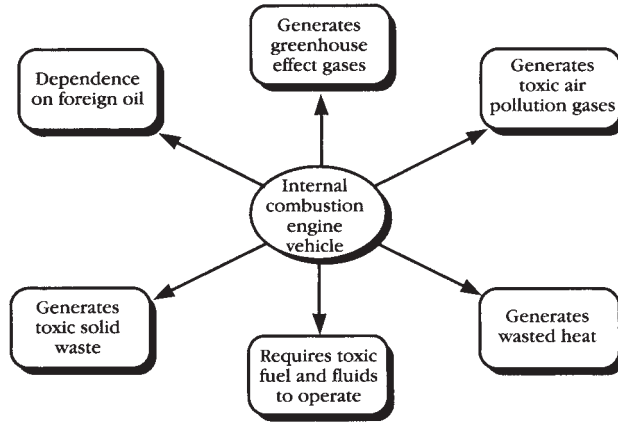 Generates
greenhouse
effect gases
Dependence
on foreign oil
Generates
toxic air
pollution gases
Internal
combustion
engine
vehicle
Generates
toxic solid
waste
Requires toxic
fuel and fluids
to operate
Generates
wasted heat